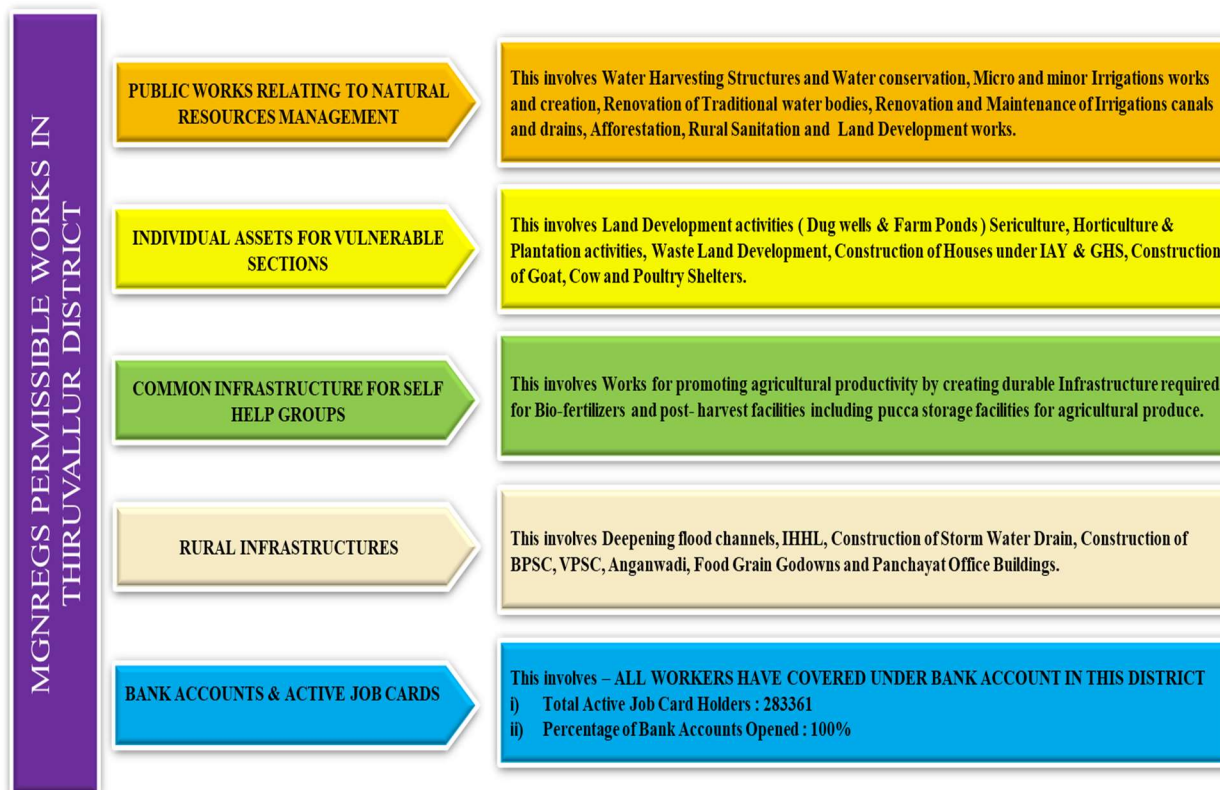 MGNREGS PERMISSIBLE WORKS IN
THIRUVALLUR DISTRICT
PUBLIC WORKS RELATING TO NATURAL
RESOURCES MANAGEMENT
This involves Water Harvesting Structures and Water conservation, Micro and minor Irrigations works
and creation, Renovation of Traditional water bodies, Renovation and Maintenance of Irrigations canals
and drains, Afforestation, Rural Sanitation and Land Development works.
INDIVIDUAL ASSETS FOR VULNERABLE
SECTIONS
This involves Land Development activities ( Dug wells & Farm Ponds ) Sericulture, Horticulture &
Plantation activities, Waste Land Development, Construction of Houses under IAY & GHS, Construction
of Goat, Cow and Poultry Shelters.
COMMON INFRASTRUCTURE FOR SELF
HELP GROUPS
This involves Works for promoting agricultural productivity by creating durable Infrastructure required
for Bio-fertilizers and post- harvest facilities including pucca storage facilities for agricultural produce.
RURAL INFRASTRUCTURES
This involves Deepening flood channels, IHHL, Construction of Storm Water Drain, Construction of
BPSC, VPSC, Anganwadi, Food Grain Godowns and Panchayat Office Buildings.
BANK ACCOUNTS & ACTIVE JOB CARDS
This involves – ALL WORKERS HAVE COVERED UNDER BANK ACCOUNT IN THIS DISTRICT
i) Total Active Job Card Holders : 283361
ii) Percentage of Bank Accounts Opened : 100%